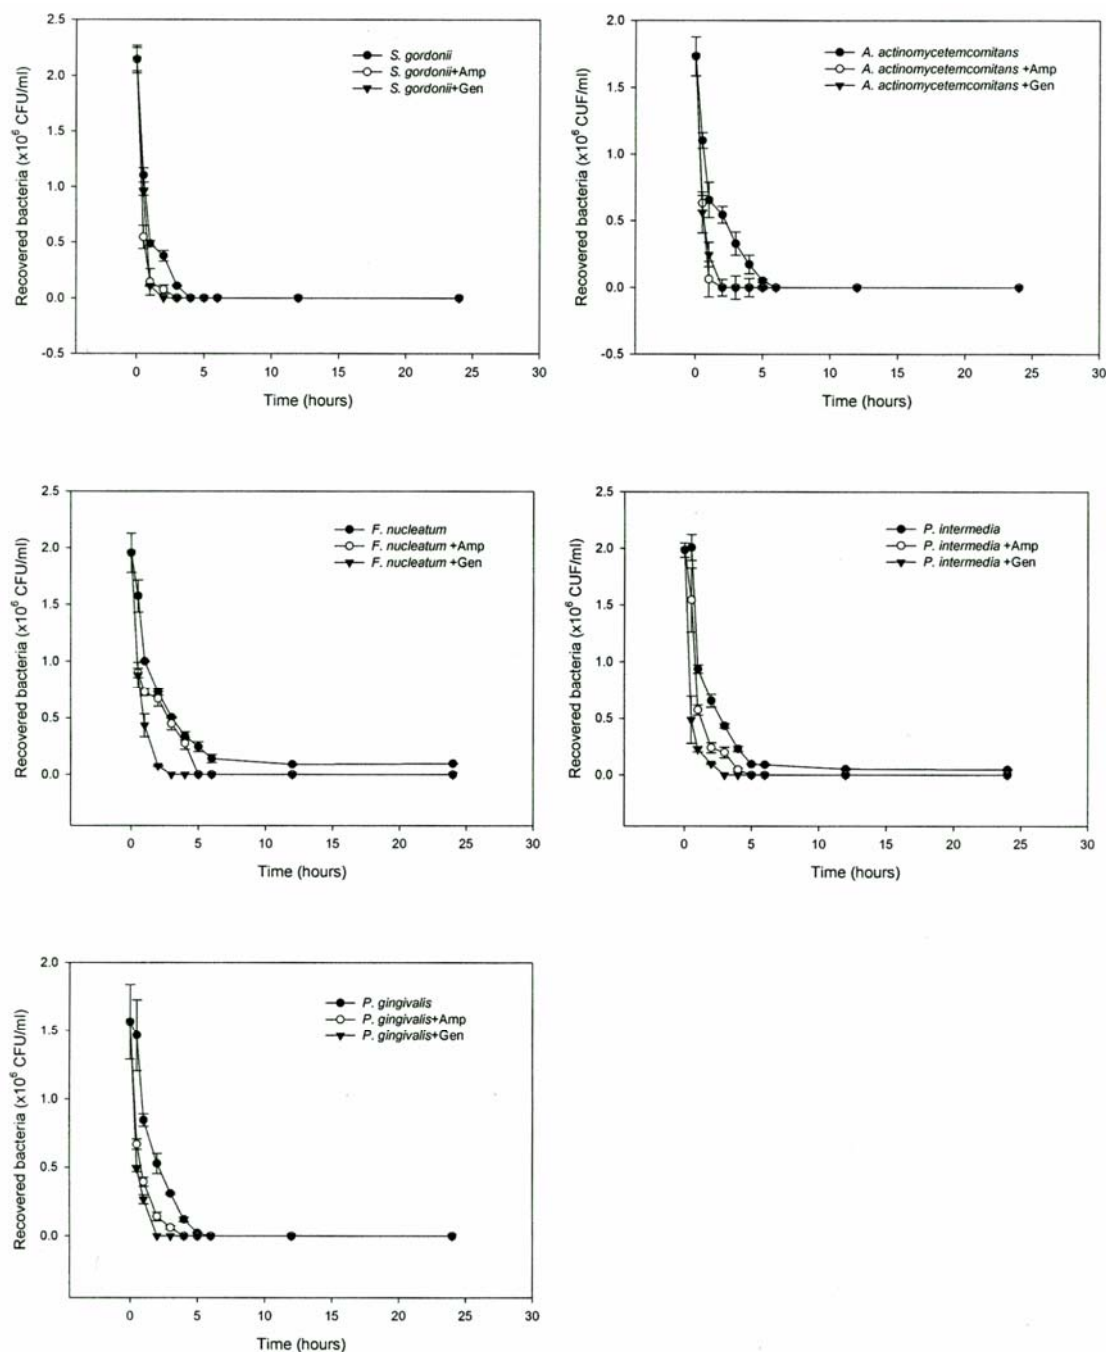 2.5
2.0
1.5
1.0
0.5
0.0
-0.5
Recovered bacteria (x10⁶ CFU/ml)
S. gordonii
S. gordonii+Amp
S. gordonii+Gen
0 5 10 15 20 25 30
Time (hours)
2.0
1.5
1.0
0.5
0.0
-0.5
Recovered bacteria (x10⁶ CUF/ml)
A. actinomycetemcomitans
A. actinomycetemcomitans +Amp
A. actinomycetemcomitans +Gen
0 5 10 15 20 25 30
Time (hours)
2.5
2.0
1.5
1.0
0.5
0.0
Recovered bacteria (x10⁶ CFU/ml)
F. nucleatum
F. nucleatum +Amp
F. nucleatum +Gen
0 5 10 15 20 25 30
Time (hours)
2.5
2.0
1.5
1.0
0.5
0.0
Recovered bacteria (x10⁶ CUF/ml)
P. intermedia
P. intermedia +Amp
P. intermedia +Gen
0 5 10 15 20 25 30
Time (hours)
2.0
1.5
1.0
0.5
0.0
Recovered bacteria (x10⁶ CFU/ml)
P. gingivalis
P. gingivalis+Amp
P. gingivalis+Gen
0 5 10 15 20 25 30
Time (hours)